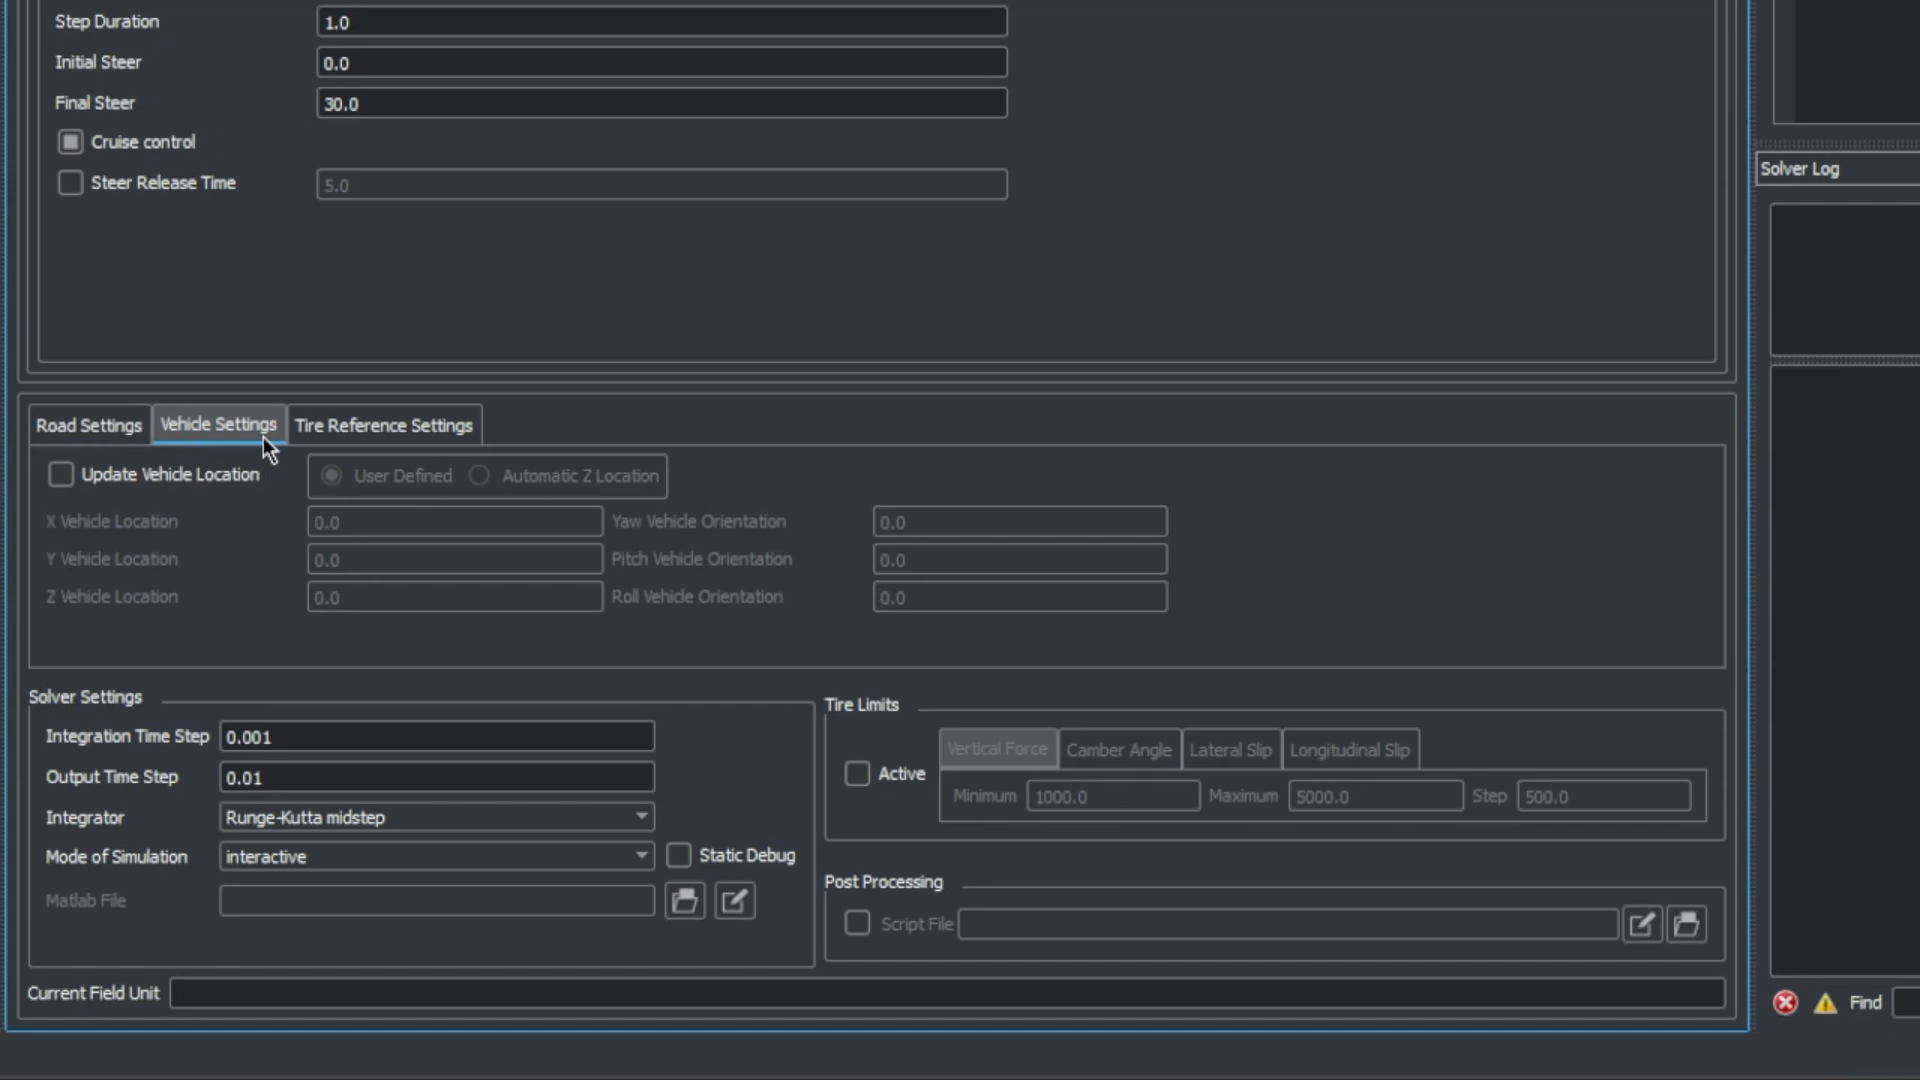 Step Duration 1.0
Initial Steer 0.0
Final Steer 30.0
Cruise control
Steer Release Time 5.0
Solver Log
Road Settings Vehicle Settings Tire Reference Settings
Update Vehicle Location User Defined Automatic Z Location
X Vehicle Location 0.0 Yaw Vehicle Orientation 0.0
Y Vehicle Location 0.0 Pitch Vehicle Orientation 0.0
Z Vehicle Location 0.0 Roll Vehicle Orientation 0.0
Solver Settings
Integration Time Step 0.001
Output Time Step 0.01
Integrator Runge-Kutta midstep
Mode of Simulation interactive Static Debug
Matlab File
Tire Limits
Active
Vertical Force Camber Angle Lateral Slip Longitudinal Slip
Minimum 1000.0 Maximum 5000.0 Step 500.0
Post Processing
Script File
Current Field Unit
Find